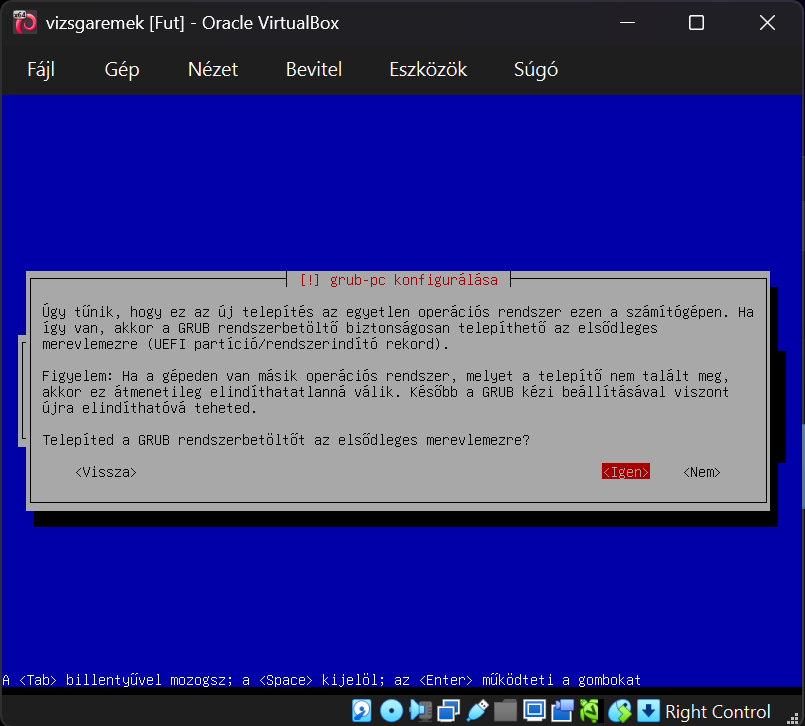 vizsgaremek [Fut] - Oracle VirtualBox
Fájl Gép Nézet Bevitel Eszközök Súgó
[!] grub-pc konfigurálása
Úgy tűnik, hogy ez az új telepítés az egyetlen operációs rendszer ezen a számítógépen. Ha
így van, akkor a GRUB rendszerbetöltő biztonságosan telepíthető az elsődleges
merevlemezre (UEFI partíció/rendszerindító rekord).
Figyelem: Ha a gépeden van másik operációs rendszer, melyet a telepítő nem talált meg,
akkor ez átmenetileg elindíthatatlanná válik. Később a GRUB kézi beállításával viszont
újra elindíthatóvá teheted.
Telepíted a GRUB rendszerbetöltőt az elsődleges merevlemezre?
<Vissza> <Igen> <Nem>
A <Tab> billentyűvel mozogsz; a <Space> kijelöl; az <Enter> működteti a gombokat
Right Control